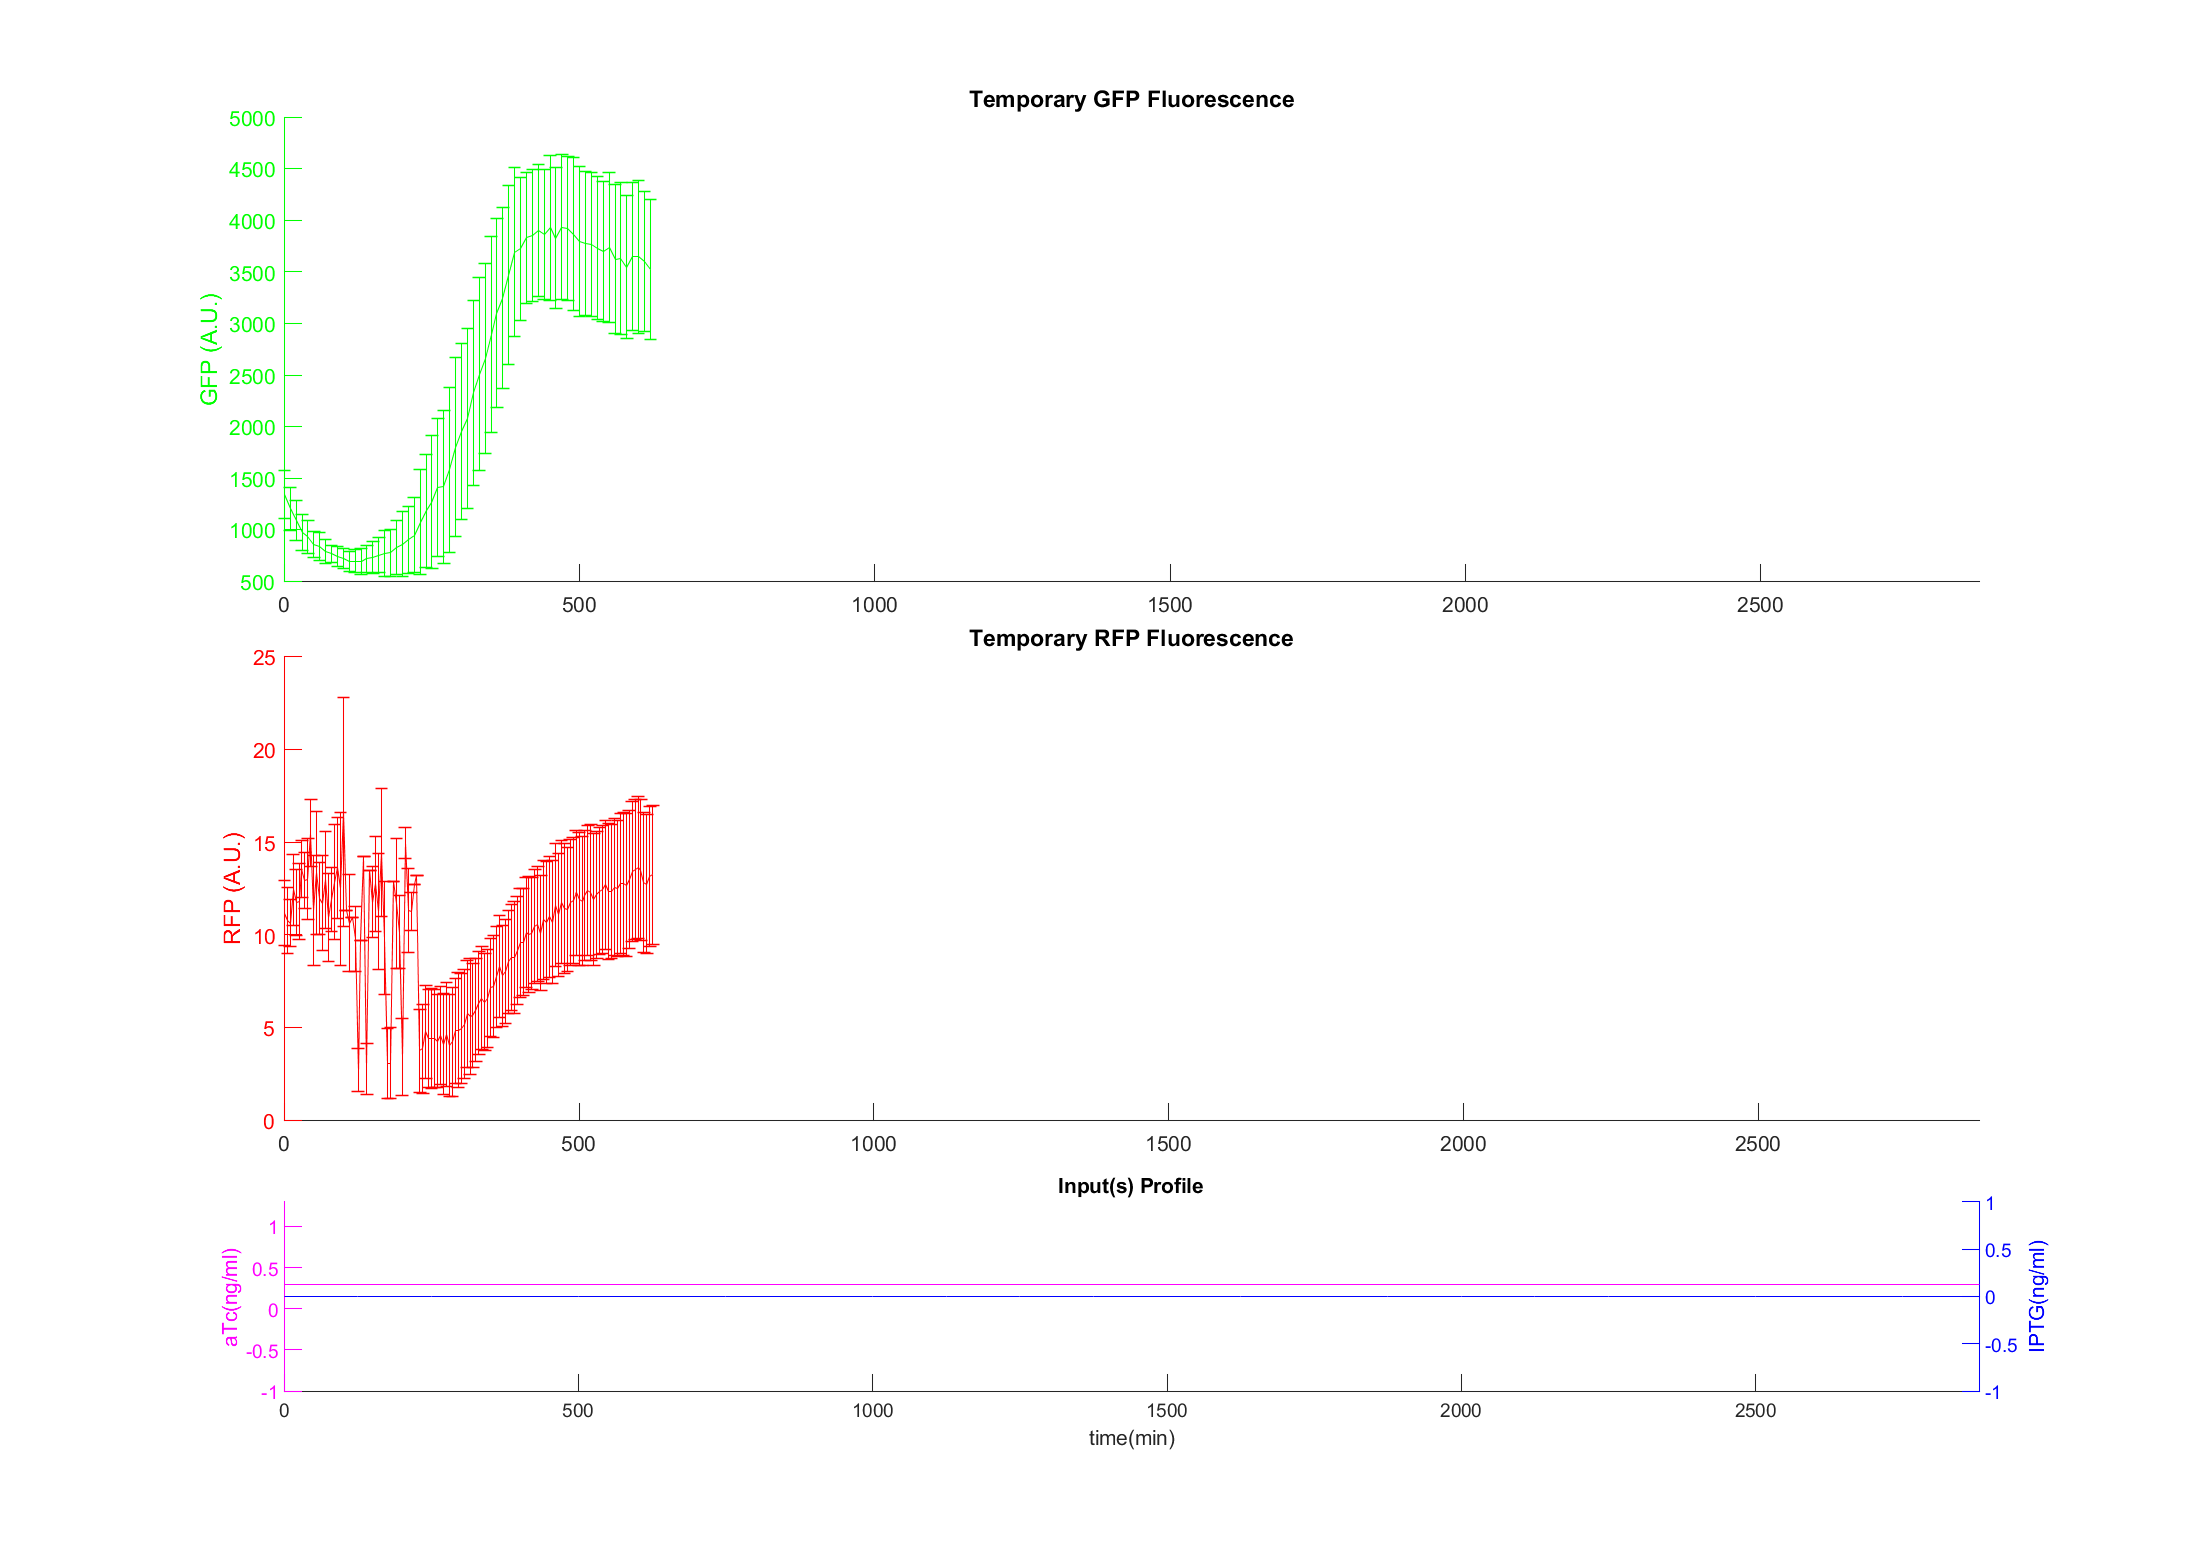 Temporary GFP Fluorescence
GFP (A.U.)
5000
4500
4000
3500
3000
2500
2000
1500
1000
500
0 500 1000 1500 2000 2500
Temporary RFP Fluorescence
RFP (A.U.)
25
20
15
10
5
0
0 500 1000 1500 2000 2500
Input(s) Profile
aTc(ng/ml)
1
0.5
0
-0.5
-1
1
0.5
0
-0.5
-1
IPTG(ng/ml)
0 500 1000 1500 2000 2500
time(min)